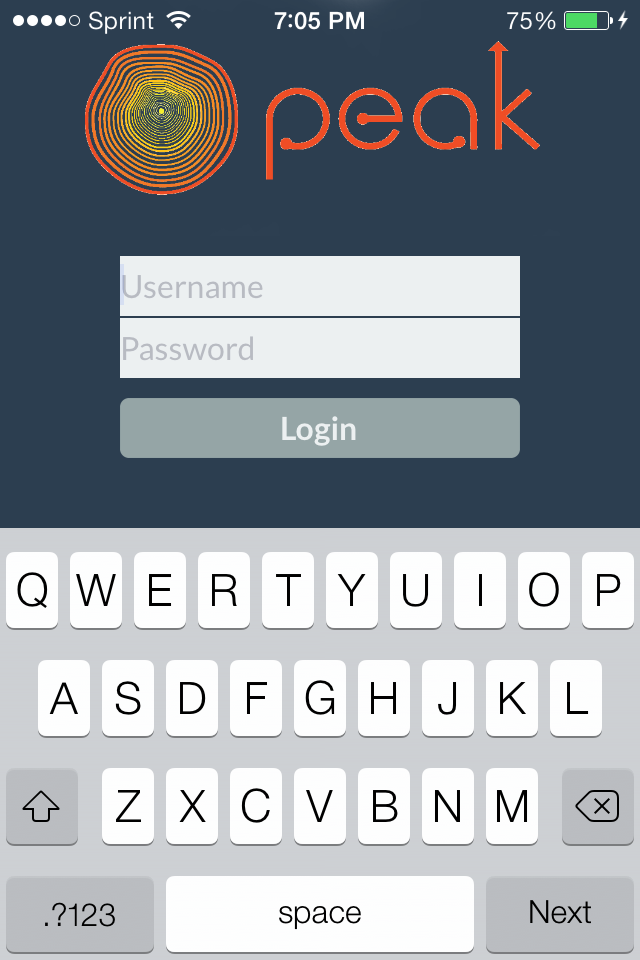 Sprint 7:05 PM 75%
peak
Username
Password
Login
Q W E R T Y U I O P
A S D F G H J K L
Z X C V B N M
.?123 space Next